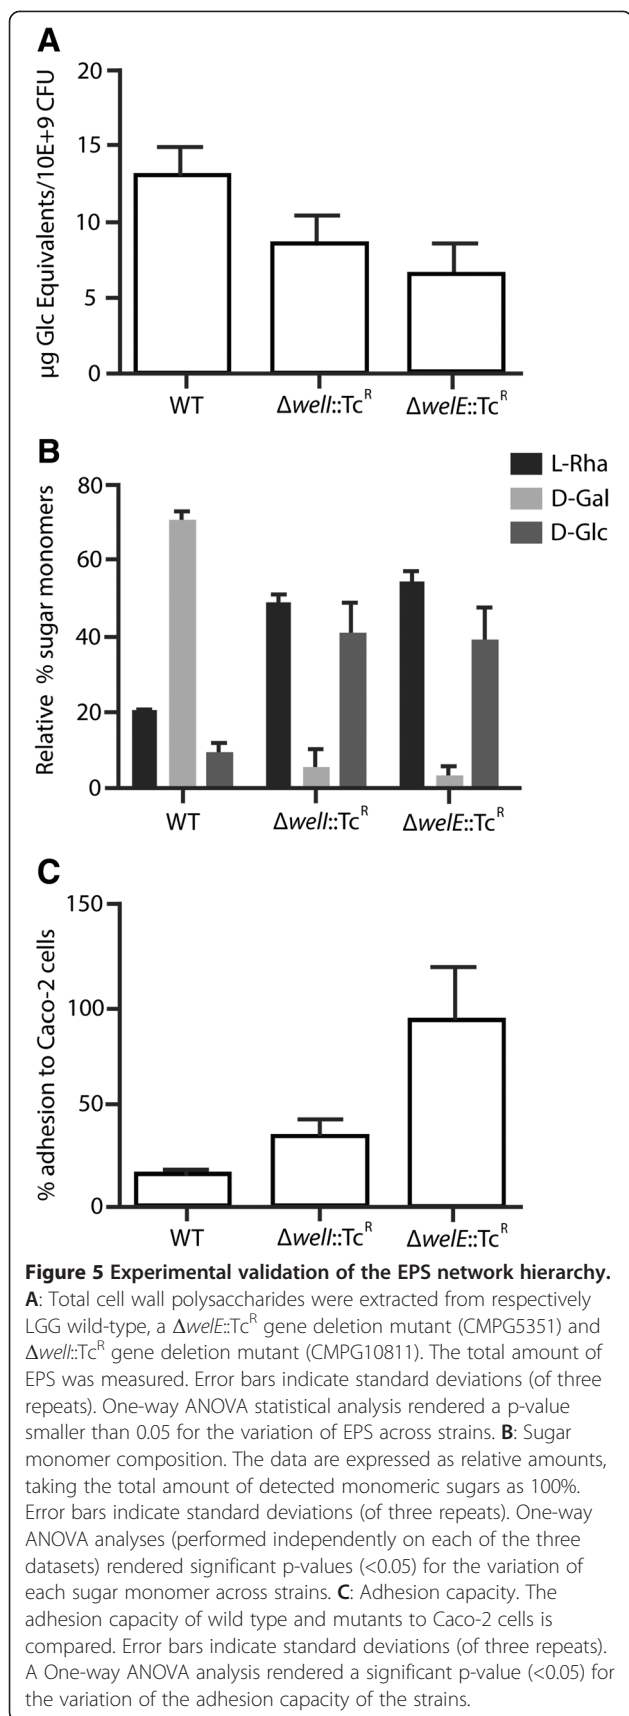 A
µg Glc Equivalents/10E+9 CFU
20
15
10
5
0
WT
ΔwelI::Tc^R
ΔwelE::Tc^R
B
L-Rha
D-Gal
D-Glc
Relative % sugar monomers
80
60
40
20
0
WT
ΔwelI::Tc^R
ΔwelE::Tc^R
C
% adhesion to Caco-2 cells
150
100
50
0
WT
ΔwelI::Tc^R
ΔwelE::Tc^R
Figure 5 Experimental validation of the EPS network hierarchy.
A: Total cell wall polysaccharides were extracted from respectively
LGG wild-type, a ΔwelE::Tc^R gene deletion mutant (CMPG5351) and
ΔwelI::Tc^R gene deletion mutant (CMPG10811). The total amount of
EPS was measured. Error bars indicate standard deviations (of three
repeats). One-way ANOVA statistical analysis rendered a p-value
smaller than 0.05 for the variation of EPS across strains. B: Sugar
monomer composition. The data are expressed as relative amounts,
taking the total amount of detected monomeric sugars as 100%.
Error bars indicate standard deviations (of three repeats). One-way
ANOVA analyses (performed independently on each of the three
datasets) rendered significant p-values (<0.05) for the variation of
each sugar monomer across strains. C: Adhesion capacity. The
adhesion capacity of wild type and mutants to Caco-2 cells is
compared. Error bars indicate standard deviations (of three repeats).
A One-way ANOVA analysis rendered a significant p-value (<0.05) for
the variation of the adhesion capacity of the strains.